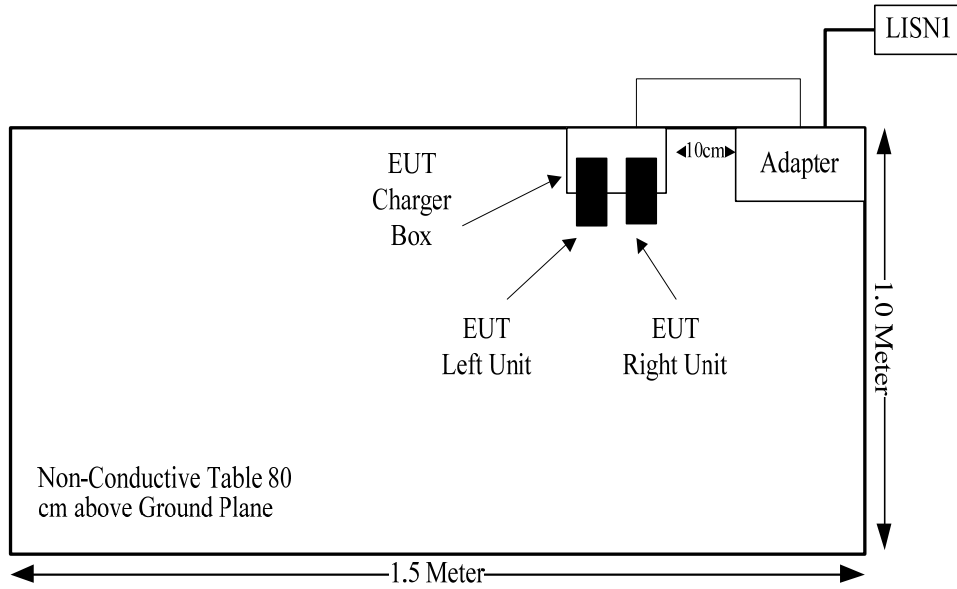 LISN1
EUT
Charger
Box
10cm
Adapter
EUT
Left Unit
EUT
Right Unit
1.0 Meter
Non-Conductive Table 80
cm above Ground Plane
1.5 Meter